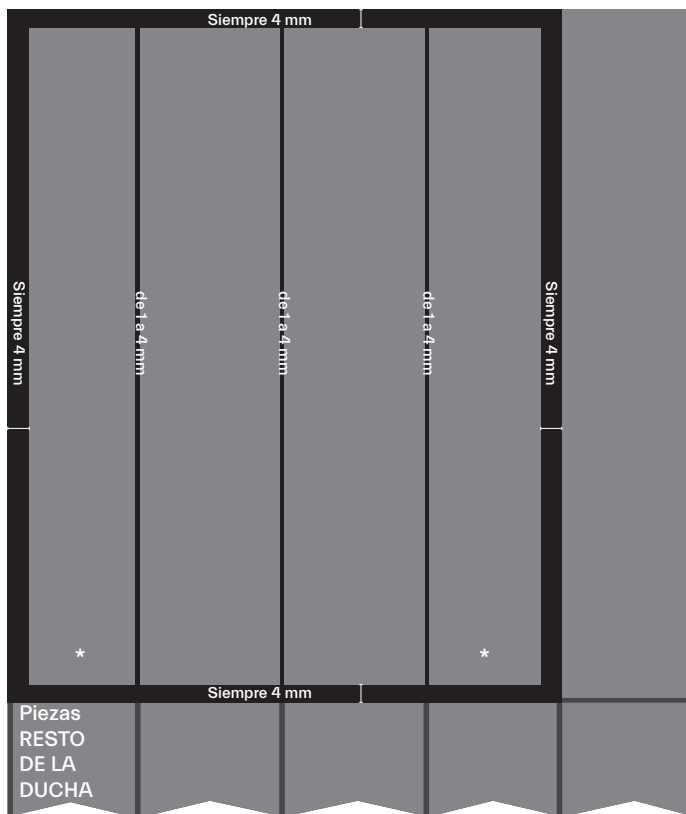 Siempre 4 mm
Siempre 4 mm
de 1 a 4 mm
de 1 a 4 mm
de 1 a 4 mm
Siempre 4 mm
*
*
Siempre 4 mm
Piezas
RESTO
DE LA
DUCHA